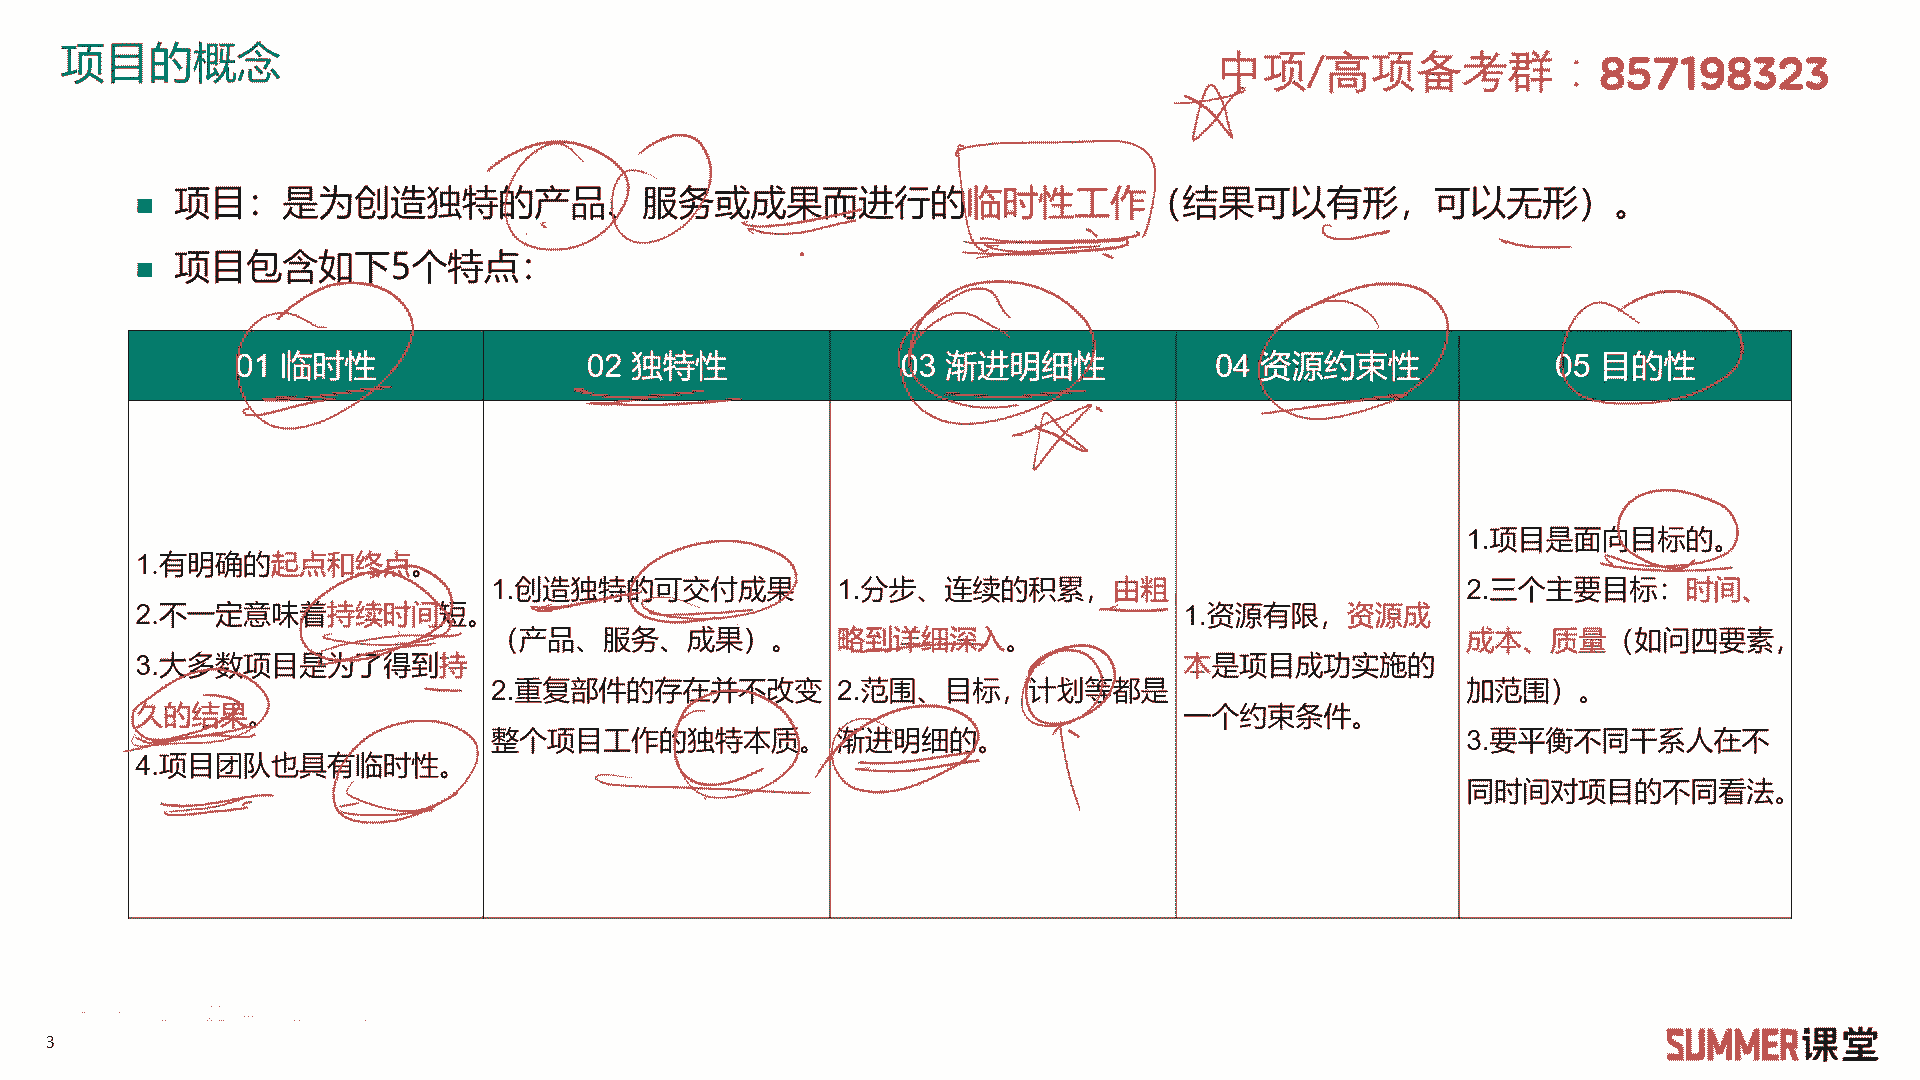 项目的概念
中项/高项备考群：857198323
项目：是为创造独特的产品、服务或成果而进行的临时性工作（结果可以有形，可以无形）。
项目包含如下5个特点：
01 临时性
02 独特性
03 渐进明细性
04 资源约束性
05 目的性
1.有明确的起点和终点。
2.不一定意味着持续时间短。
3.大多数项目是为了得到持
久的结果。
4.项目团队也具有临时性。
1.创造独特的可交付成果
（产品、服务、成果）。
2.重复部件的存在并不改变
整个项目工作的独特本质。
1.分步、连续的积累，由粗
略到详细深入。
2.范围、目标，计划等都是
渐进明细的。
1.资源有限，资源成
本是项目成功实施的
一个约束条件。
1.项目是面向目标的。
2.三个主要目标：时间、
成本、质量（如问四要素，
加范围）。
3.要平衡不同干系人在不
同时间对项目的不同看法。
3
SUMMER课堂